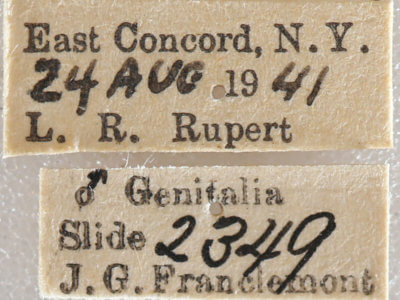 East Concord, N. Y.
24 AUG 1941
L. R. Rupert
♂ Genitalia
Slide 2349
J. G. Franclemont